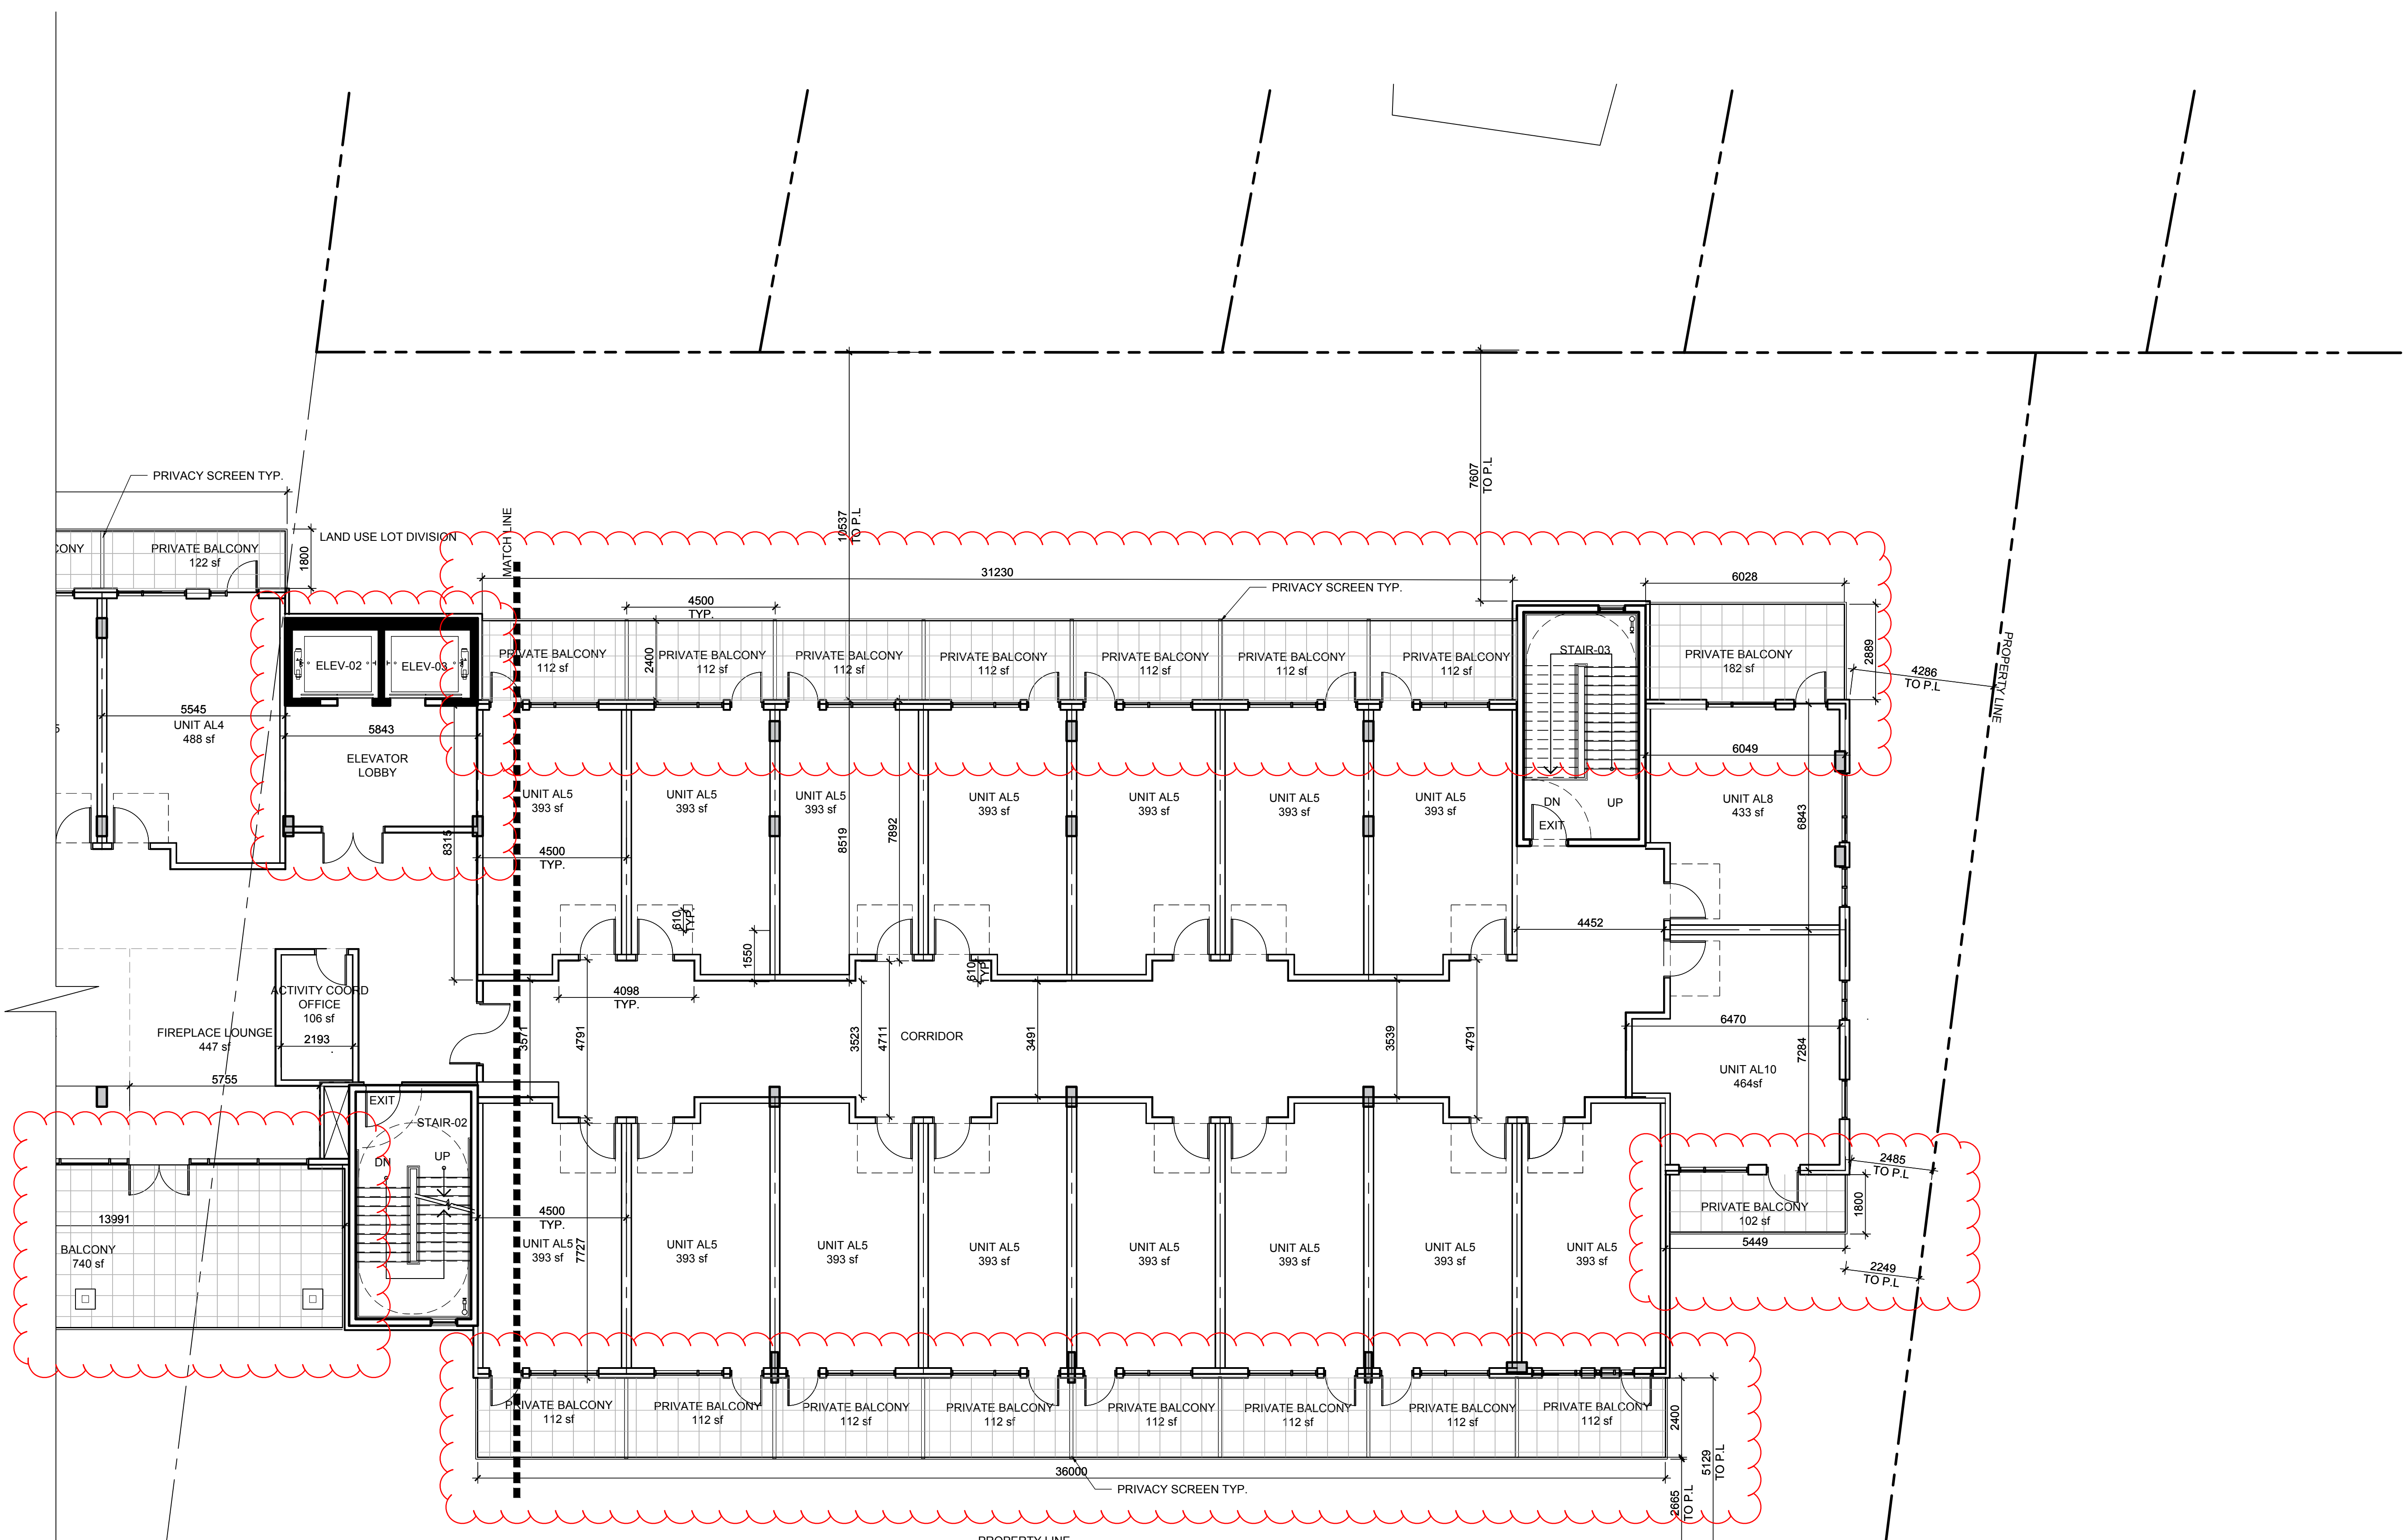 7607
TO P.L
PRIVACY SCREEN TYP.
MATCH LINE
10537
TO P.L
LAND USE LOT DIVISION
1800
PRIVATE BALCONY
122 sf
31230
6028
PRIVACY SCREEN TYP.
4500
TYP.
2400
PRIVATE BALCONY
112 sf
PRIVATE BALCONY
112 sf
PRIVATE BALCONY
112 sf
PRIVATE BALCONY
112 sf
PRIVATE BALCONY
112 sf
PRIVATE BALCONY
112 sf
PRIVATE BALCONY
112 sf
STAIR-03
PRIVATE BALCONY
182 sf
2889
4286
TO P.L
PROPERTY LINE
ELEV-02
ELEV-03
5545
UNIT AL4
488 sf
5843
ELEVATOR
LOBBY
6049
UNIT AL5
393 sf
UNIT AL5
393 sf
UNIT AL5
393 sf
UNIT AL5
393 sf
UNIT AL5
393 sf
UNIT AL5
393 sf
UNIT AL5
393 sf
DN
UP
EXIT
UNIT AL8
433 sf
6843
8315
8519
7892
4500
TYP.
610
TYP.
1550
4452
610
TYP.
4098
TYP.
ACTIVITY COORD
OFFICE
106 sf
FIREPLACE LOUNGE
447 sf
2193
3571
4791
3523
4711
CORRIDOR
3491
3539
4791
6470
7284
UNIT AL10
464sf
5755
EXIT
STAIR-02
DN
UP
13991
BALCONY
740 sf
4500
TYP.
7727
UNIT AL5
393 sf
UNIT AL5
393 sf
UNIT AL5
393 sf
UNIT AL5
393 sf
UNIT AL5
393 sf
UNIT AL5
393 sf
UNIT AL5
393 sf
UNIT AL5
393 sf
2485
TO P.L
PRIVATE BALCONY
102 sf
1800
5449
2249
TO P.L
PRIVATE BALCONY
112 sf
PRIVATE BALCONY
112 sf
PRIVATE BALCONY
112 sf
PRIVATE BALCONY
112 sf
PRIVATE BALCONY
112 sf
PRIVATE BALCONY
112 sf
PRIVATE BALCONY
112 sf
PRIVATE BALCONY
112 sf
2400
5129
TO P.L
36000
PRIVACY SCREEN TYP.
2665
TO P.L
PROPERTY LINE